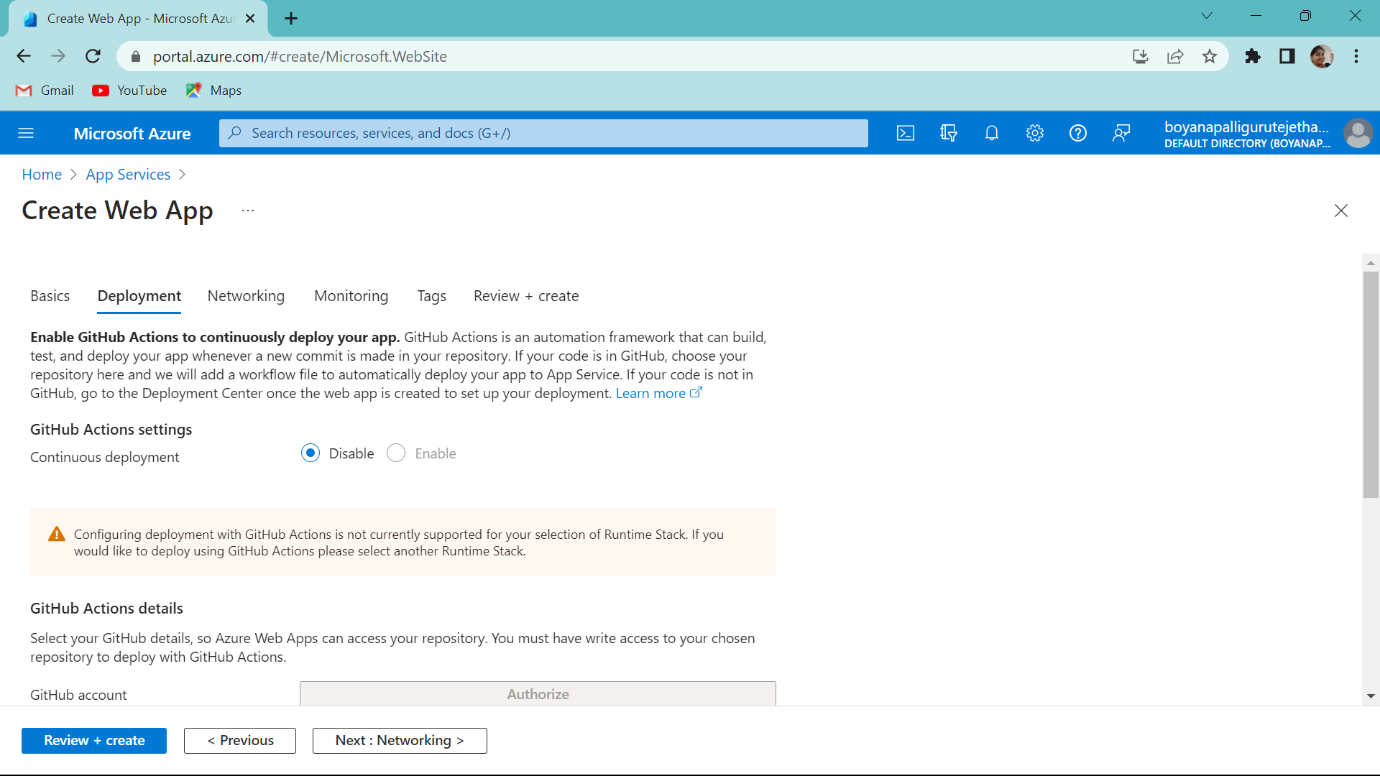 Create Web App - Microsoft Azu
portal.azure.com/#create/Microsoft.WebSite
Gmail YouTube Maps
Microsoft Azure
Search resources, services, and docs (G+/)
boyanapalligurutejetha...
DEFAULT DIRECTORY (BOYANAP...
Home > App Services >
Create Web App ...
Basics Deployment Networking Monitoring Tags Review + create
Enable GitHub Actions to continuously deploy your app. GitHub Actions is an automation framework that can build,
test, and deploy your app whenever a new commit is made in your repository. If your code is in GitHub, choose your
repository here and we will add a workflow file to automatically deploy your app to App Service. If your code is not in
GitHub, go to the Deployment Center once the web app is created to set up your deployment. Learn more
GitHub Actions settings
Continuous deployment Disable Enable
Configuring deployment with GitHub Actions is not currently supported for your selection of Runtime Stack. If you
would like to deploy using GitHub Actions please select another Runtime Stack.
GitHub Actions details
Select your GitHub details, so Azure Web Apps can access your repository. You must have write access to your chosen
repository to deploy with GitHub Actions.
GitHub account Authorize
Review + create < Previous Next : Networking >